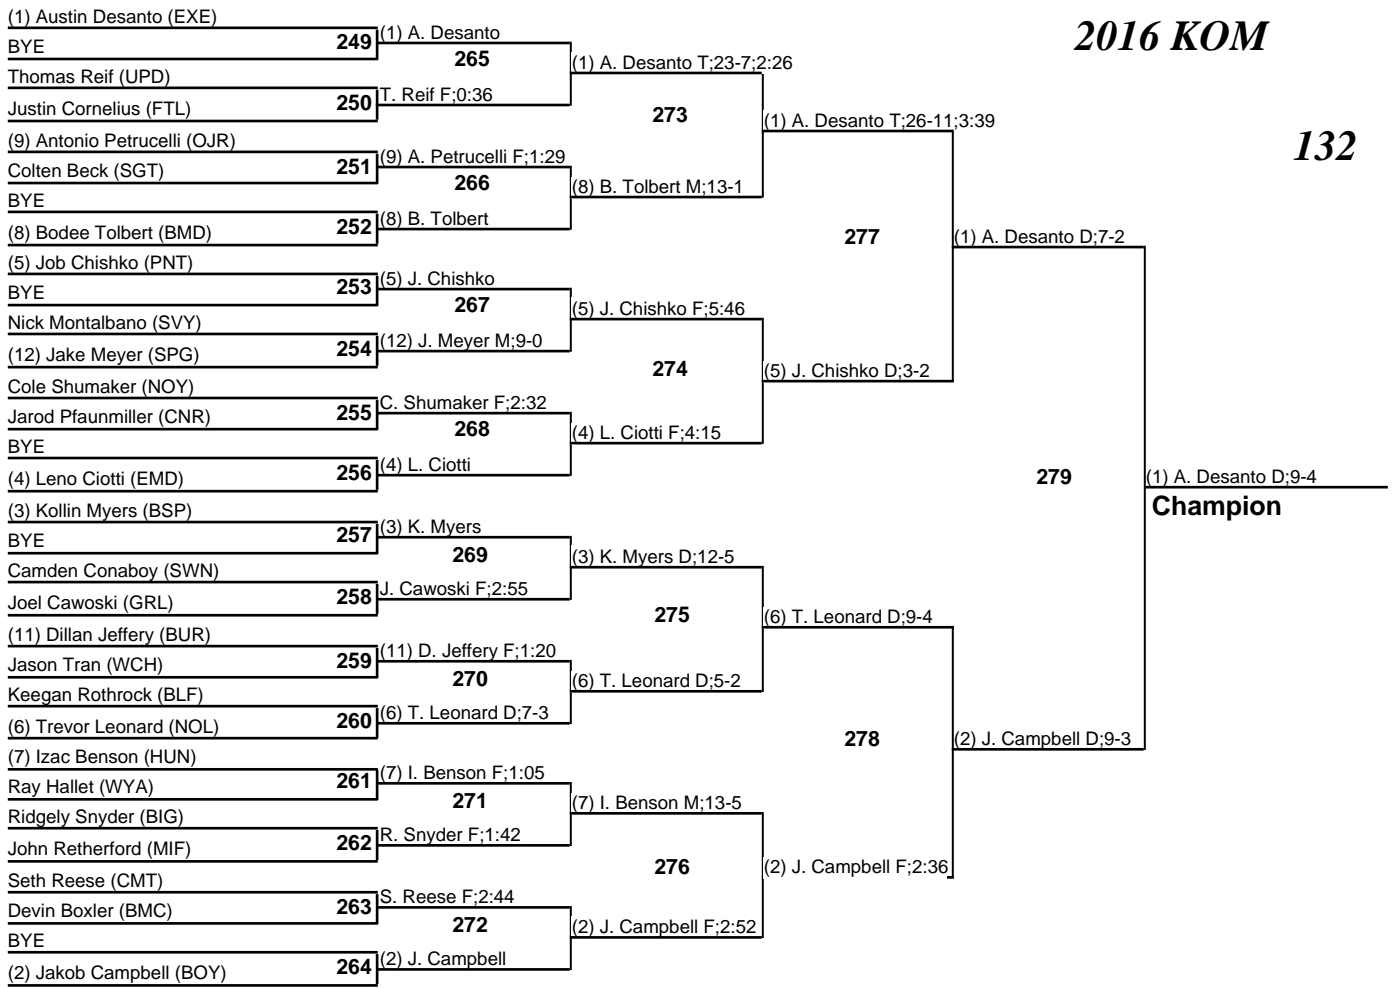 2016 KOM
132
(1) Austin Desanto (EXE)
BYE
249
Thomas Reif (UPD)
Justin Cornelius (FTL)
250
(9) Antonio Petrucelli (OJR)
Colten Beck (SGT)
251
BYE
(8) Bodee Tolbert (BMD)
252
(5) Job Chishko (PNT)
BYE
253
Nick Montalbano (SVY)
(12) Jake Meyer (SPG)
254
Cole Shumaker (NOY)
Jarod Pfaunmiller (CNR)
255
BYE
(4) Leno Ciotti (EMD)
256
(3) Kollin Myers (BSP)
BYE
257
Camden Conaboy (SWN)
Joel Cawoski (GRL)
258
(11) Dillan Jeffery (BUR)
Jason Tran (WCH)
259
Keegan Rothrock (BLF)
(6) Trevor Leonard (NOL)
260
(7) Izac Benson (HUN)
Ray Hallet (WYA)
261
Ridgely Snyder (BIG)
John Retherford (MIF)
262
Seth Reese (CMT)
Devin Boxler (BMC)
263
BYE
(2) Jakob Campbell (BOY)
264
(1) A. Desanto
265
T. Reif F;0:36
(9) A. Petrucelli F;1:29
266
(8) B. Tolbert
(5) J. Chishko
267
(12) J. Meyer M;9-0
C. Shumaker F;2:32
268
(4) L. Ciotti
(3) K. Myers
269
J. Cawoski F;2:55
(11) D. Jeffery F;1:20
270
(6) T. Leonard D;7-3
(7) I. Benson F;1:05
271
R. Snyder F;1:42
S. Reese F;2:44
272
(2) J. Campbell
(1) A. Desanto T;23-7;2:26
273
(8) B. Tolbert M;13-1
(5) J. Chishko F;5:46
274
(4) L. Ciotti F;4:15
(3) K. Myers D;12-5
275
(6) T. Leonard D;5-2
(7) I. Benson M;13-5
276
(2) J. Campbell F;2:52
(1) A. Desanto T;26-11;3:39
277
(5) J. Chishko D;3-2
(6) T. Leonard D;9-4
278
(2) J. Campbell F;2:36
(1) A. Desanto D;7-2
279
(2) J. Campbell D;9-3
(1) A. Desanto D;9-4
Champion